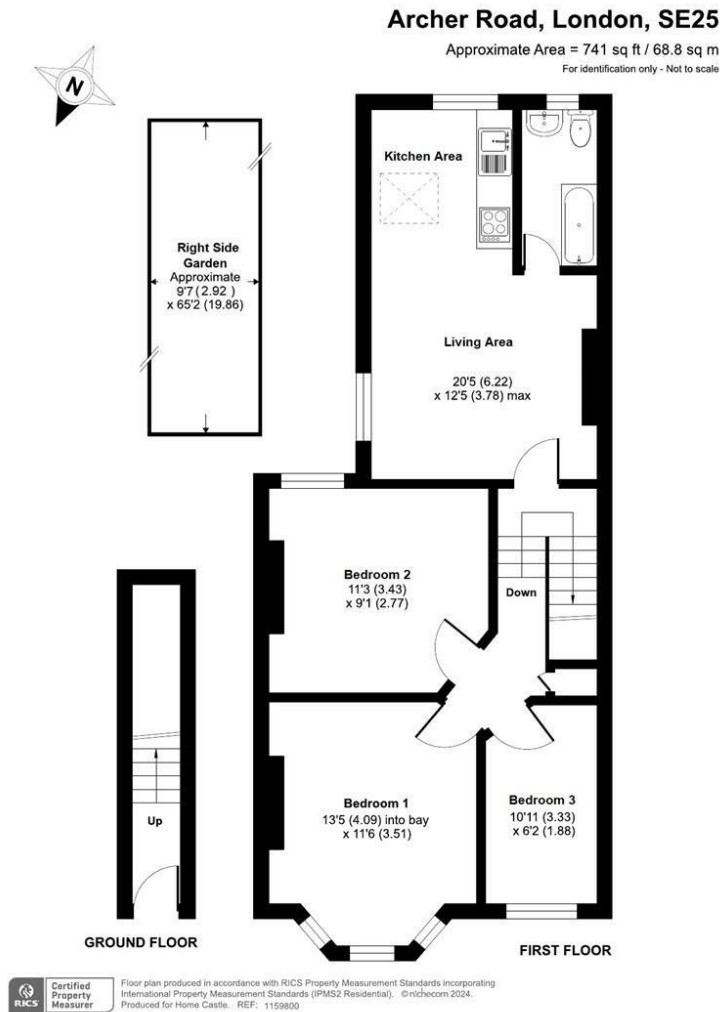 Archer Road, London, SE25
Approximate Area = 741 sq ft / 68.8 sq m
For identification only - Not to scale
N
Kitchen Area
Right Side
Garden
Approximate
9'7 (2.92 )
x 65'2 (19.86)
Living Area
20'5 (6.22)
x 12'5 (3.78) max
Bedroom 2
11'3 (3.43)
x 9'1 (2.77)
Down
Bedroom 1
13'5 (4.09) into bay
x 11'6 (3.51)
Bedroom 3
10'11 (3.33)
x 6'2 (1.88)
Up
GROUND FLOOR
FIRST FLOOR
RICS
Certified
Property
Measurer
Floor plan produced in accordance with RICS Property Measurement Standards incorporating
International Property Measurement Standards (IPMS2 Residential). ©nichecom 2024.
Produced for Home Castle. REF: 1159800